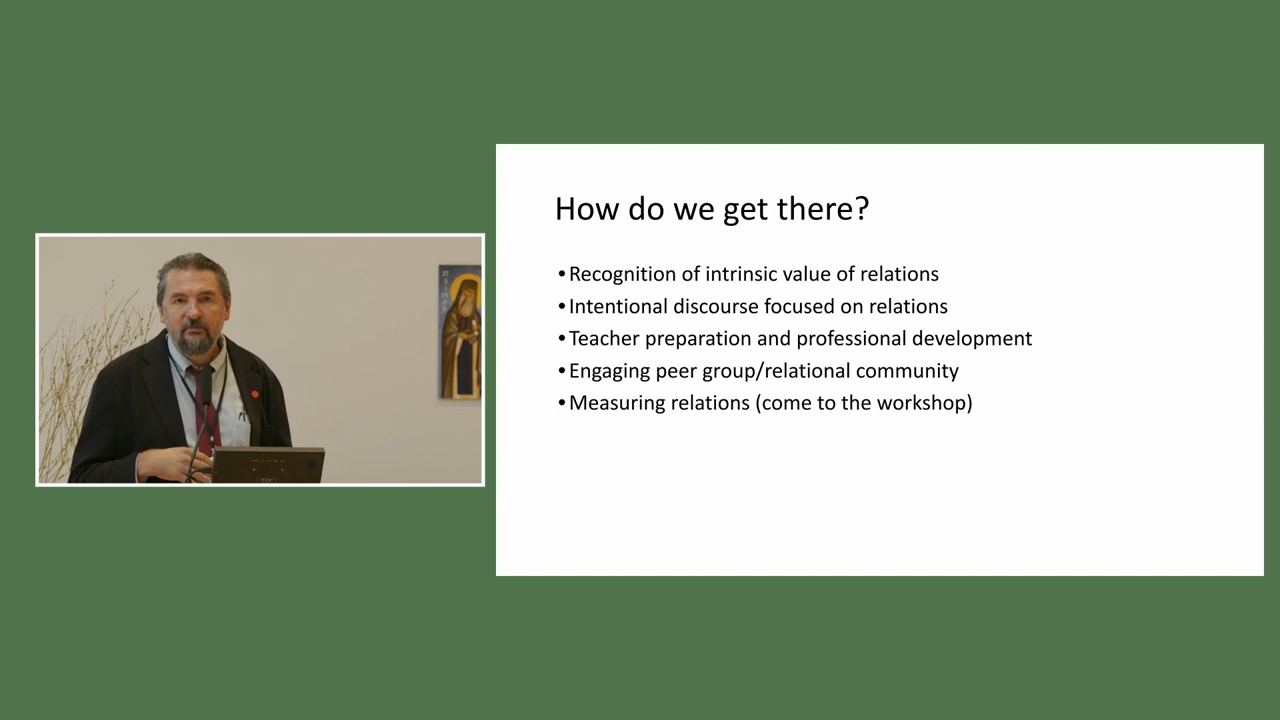 How do we get there?
•Recognition of intrinsic value of relations
•Intentional discourse focused on relations
•Teacher preparation and professional development
•Engaging peer group/relational community
•Measuring relations (come to the workshop)